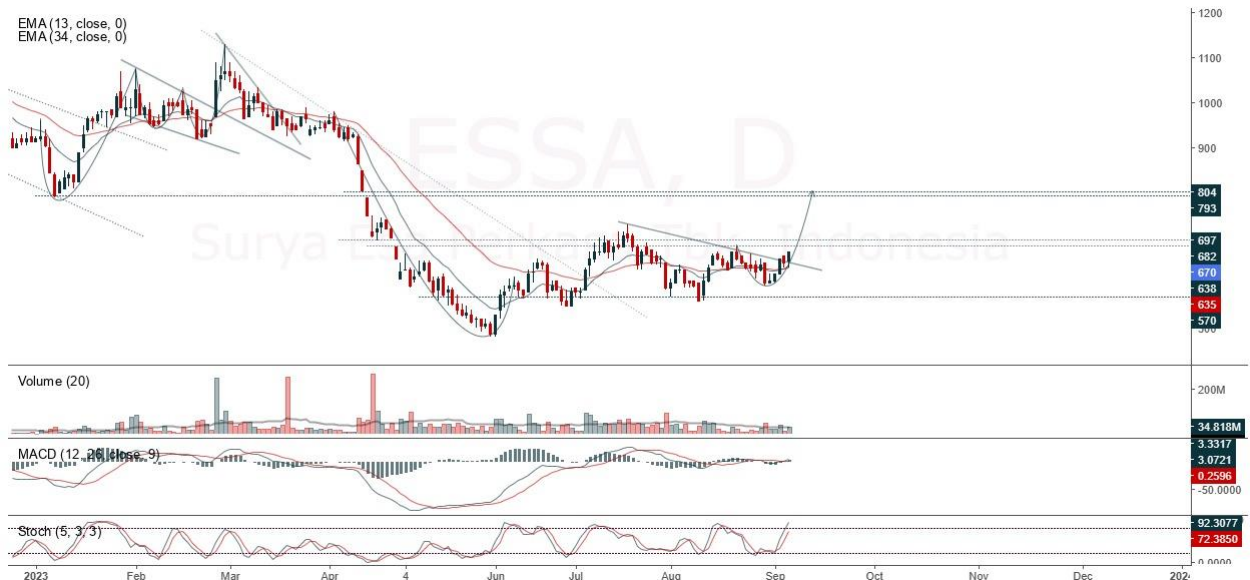 EMA (13, close, 0)
EMA (34, close, 0)
ESSA, D
Surya Esa Perkasa Tbk., Indonesia
1200
1100
1000
900
804
793
697
682
670
638
635
570
500
Volume (20)
200M
34.818M
MACD (12, 26, close, 9)
3.3317
3.0721
0.2596
-50.0000
Stoch (5, 3, 3)
92.3077
72.3850
0.0000
2023 Feb Mar Apr 4 Jun Jul Aug Sep Oct Nov Dec 2024